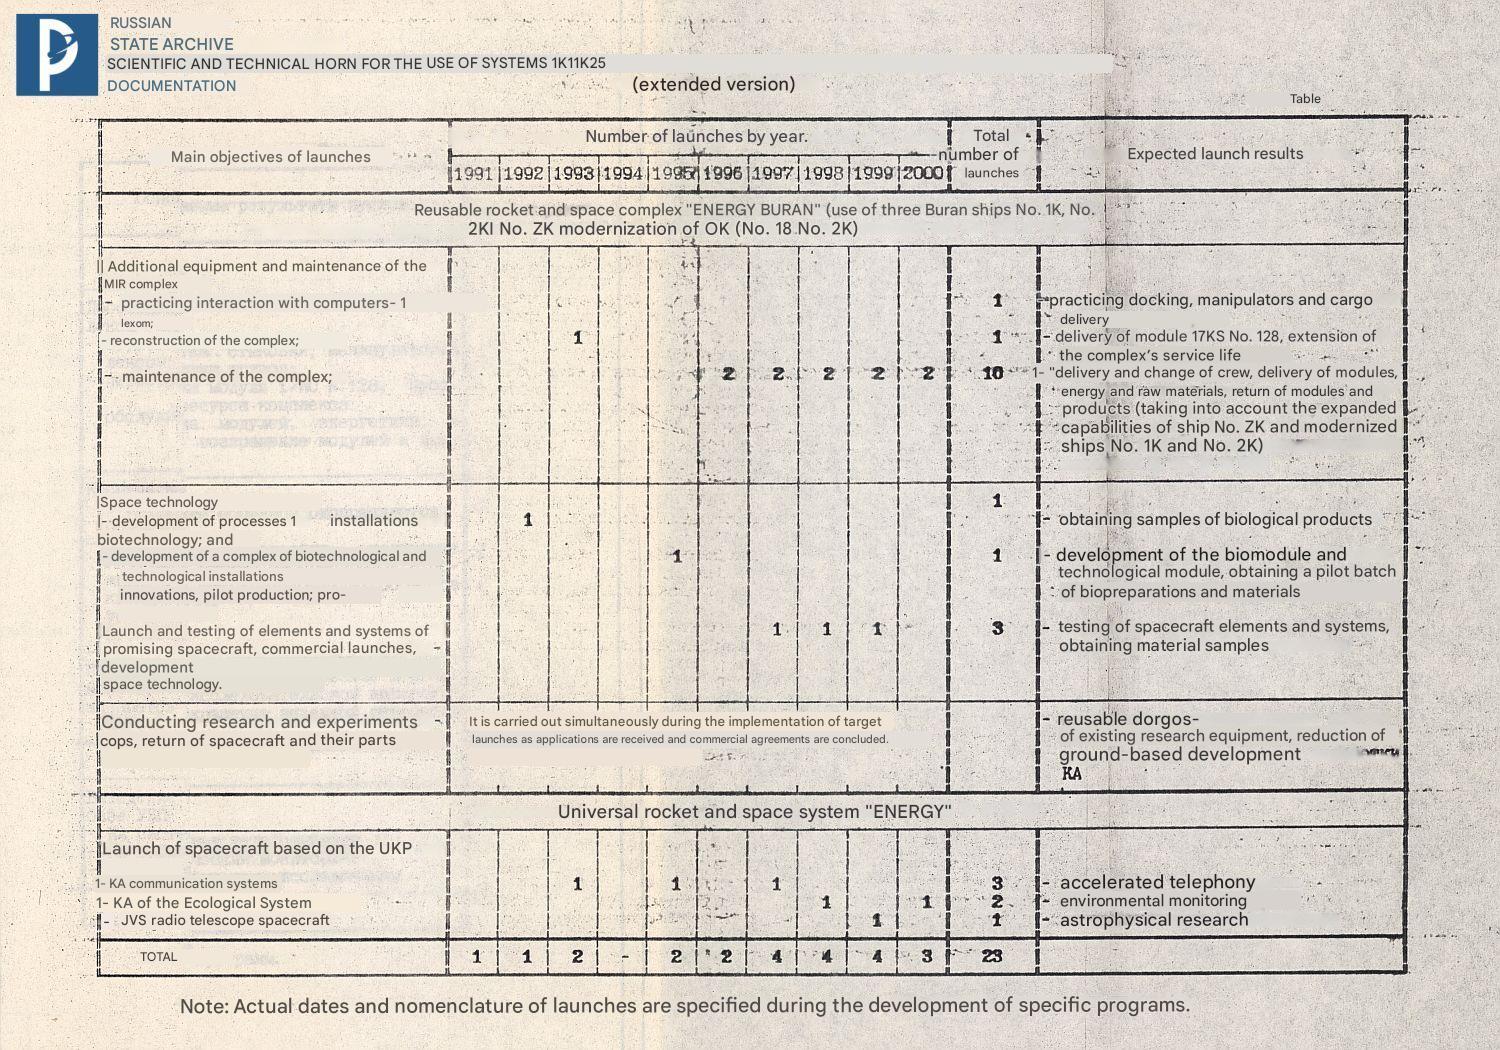 RUSSIAN
STATE ARCHIVE
SCIENTIFIC AND TECHNICAL HORN FOR THE USE OF SYSTEMS 1K11K25
DOCUMENTATION
(extended version)
Table
Main objectives of launches
Number of launches by year.
1991 1992 1993 1994 1995 1996 1997 1998 1999 2000
Total
number of
launches
Expected launch results
Reusable rocket and space complex "ENERGY BURAN" (use of three Buran ships No. 1K, No.
2KI No. ZK modernization of OK (No. 18 No. 2K)
Additional equipment and maintenance of the
MIR complex
- practicing interaction with computers- 1
lexom;
1
- practicing docking, manipulators and cargo
delivery
- reconstruction of the complex;
1 1
- delivery of module 17KS No. 128, extension of
the complex's service life
- maintenance of the complex;
2 2 2 2 2 10
1- "delivery and change of crew, delivery of modules,
energy and raw materials, return of modules and
products (taking into account the expanded
capabilities of ship No. ZK and modernized
ships No. 1K and No. 2K)
Space technology
1
- development of processes 1 installations
biotechnology; and
1
- obtaining samples of biological products
- development of a complex of biotechnological and
technological installations
innovations, pilot production; pro-
1 1
- development of the biomodule and
technological module, obtaining a pilot batch
of biopreparations and materials
Launch and testing of elements and systems of
promising spacecraft, commercial launches, -
development
space technology.
1 1 1 3
- testing of spacecraft elements and systems,
obtaining material samples
Conducting research and experiments -
cops, return of spacecraft and their parts
It is carried out simultaneously during the implementation of target
launches as applications are received and commercial agreements are concluded.
- reusable dorgos-
of existing research equipment, reduction of
ground-based development
KA
Universal rocket and space system "ENERGY"
Launch of spacecraft based on the UKP
1- KA communication systems
1 1 1 3
- accelerated telephony
1- KA of the Ecological System
1 1 2
- environmental monitoring
- JVS radio telescope spacecraft
1 1
- astrophysical research
TOTAL 1 1 2 - 2 2 4 4 4 3 23
Note: Actual dates and nomenclature of launches are specified during the development of specific programs.